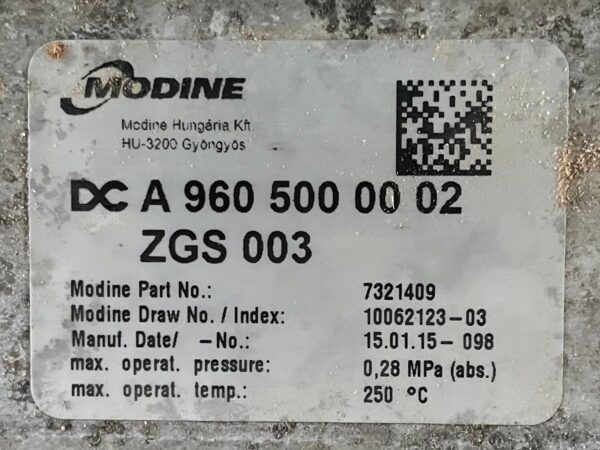 MODINE
Modine Hungária Kft.
HU-3200 Gyöngyös
DC A 960 500 00 02
ZGS 003
Modine Part No.: 7321409
Modine Draw No. / Index: 10062123-03
Manuf. Date/ -No.: 15.01.15-098
max. operat. pressure: 0,28 MPa (abs.)
max. operat. temp.: 250 °C